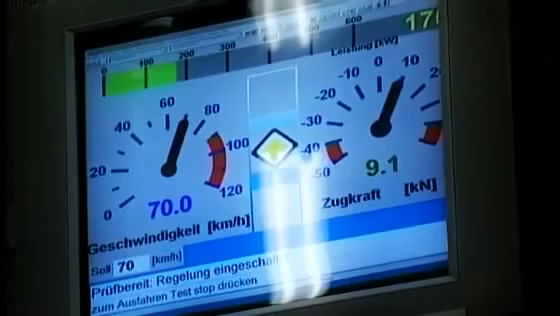 0 100 200 300 400 600 170
Leistung [kW]
0 20 40 60 80 100 120
-50 -40 -30 -20 -10 0 10
70.0
9.1
Geschwindigkeit [km/h]
Zugkraft [kN]
Soll 70 [km/h]
Prüfbereit: Regelung
zum Ausfahren Test stop drücken